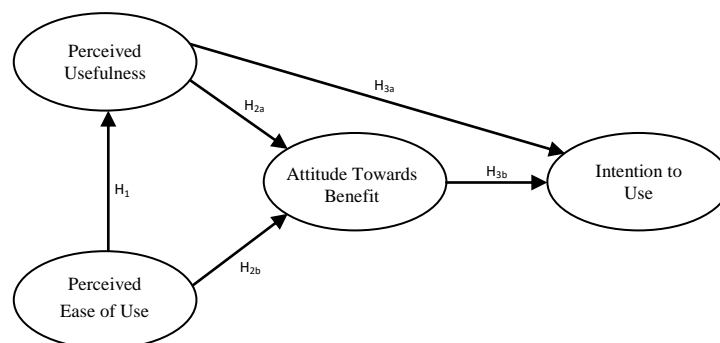 Perceived
Usefulness
H3a
H2a
Attitude Towards
Benefit
H3b
Intention to
Use
H1
H2b
Perceived
Ease of Use